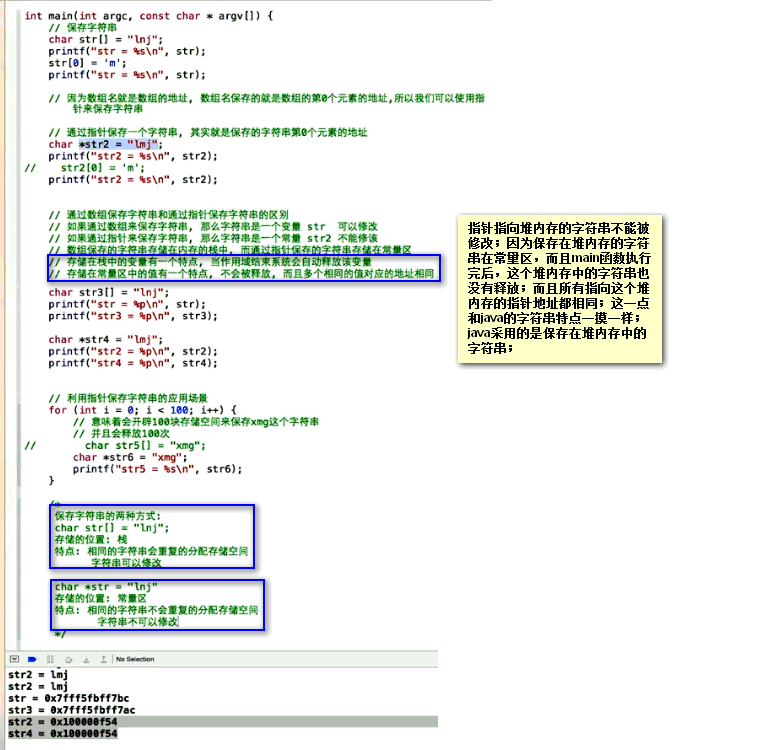 int main(int argc, const char * argv[]) {
// 保存字符串
char str[] = "lnj";
printf("str = %s\n", str);
str[0] = 'm';
printf("str = %s\n", str);
// 因为数组名就是数组的地址, 数组名保存的就是数组的第0个元素的地址,所以我们可以使用指
针来保存字符串
// 通过指针保存一个字符串, 其实就是保存的字符串第0个元素的地址
char *str2 = "lmj";
printf("str2 = %s\n", str2);
// str2[0] = 'm';
printf("str2 = %s\n", str2);
// 通过数组保存字符串和通过指针保存字符串的区别
// 如果通过数组来保存字符串, 那么字符串是一个变量 str 可以修改
// 如果通过指针来保存字符串, 那么字符串是一个常量 str2 不能修该
// 数组保存的字符串存储在内存的栈中, 而通过指针保存的字符串存储在常量区
// 存储在栈中的变量有一个特点, 当作用域结束系统会自动释放该变量
// 存储在常量区中的值有一个特点, 不会被释放, 而且多个相同的值对应的地址相同
char str3[] = "lnj";
printf("str = %p\n", str);
printf("str3 = %p\n", str3);
char *str4 = "lmj";
printf("str2 = %p\n", str2);
printf("str4 = %p\n", str4);
// 利用指针保存字符串的应用场景
for (int i = 0; i < 100; i++) {
// 意味着会开辟100块存储空间来保存xmg这个字符串
// 并且会释放100次
// char str5[] = "xmg";
char *str6 = "xmg";
printf("str5 = %s\n", str6);
}
/*
保存字符串的两种方式:
char str[] = "lnj";
存储的位置: 栈
特点: 相同的字符串会重复的分配存储空间
字符串可以修改
char *str = "lnj"
存储的位置: 常量区
特点: 相同的字符串不会重复的分配存储空间
字符串不可以修改
*/
No Selection
str2 = lmj
str2 = lmj
str = 0x7fff5fbff7bc
str3 = 0x7fff5fbff7ac
str2 = 0x100000f54
str4 = 0x100000f54
指针指向堆内存的字符串不能被
修改；因为保存在堆内存的字符
串在常量区，而且main函数执行
完后，这个堆内存中的字符串也
没有释放；而且所有指向这个堆
内存的指针地址都相同；这一点
和java的字符串特点一摸一样；
java采用的是保存在堆内存中的
字符串；